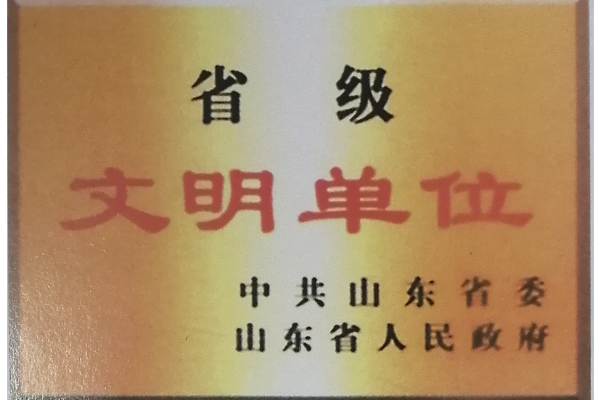 省级
文明单位
中共山东省委
山东省人民政府